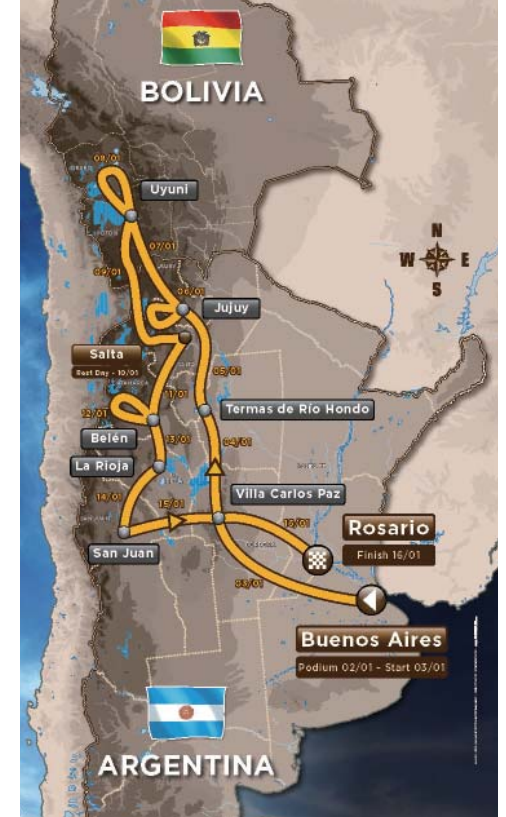 BOLIVIA
08/01
Uyuni
07/01
09/01
N
W E
S
06/01
Jujuy
11/01
Salta
Rest Day - 10/01
05/01
11/01
12/01
Termas de Río Hondo
Belén
13/01
04/01
La Rioja
14/01
Villa Carlos Paz
15/01
San Juan
Rosario
Finish 16/01
03/01
Buenos Aires
Podium 02/01 - Start 03/01
ARGENTINA